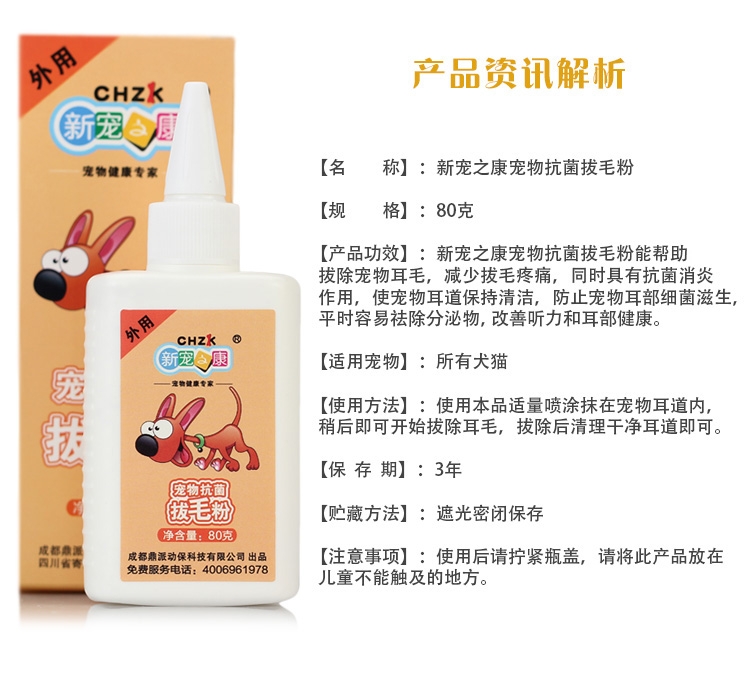 外用
CHZK
新宠之康
宠物健康专家
外用
CHZK ®
新宠之康
宠物健康专家
宠物抗菌
拔毛粉
净含量：80克
成都鼎派动保科技有限公司 出品
免费服务电话：4006961978
宠
拔
净
成都鼎派
四川省寄
产品资讯解析
【名　　称】：新宠之康宠物抗菌拔毛粉
【规　　格】：80克
【产品功效】：新宠之康宠物抗菌拔毛粉能帮助
拔除宠物耳毛，减少拔毛疼痛，同时具有抗菌消炎
作用，使宠物耳道保持清洁，防止宠物耳部细菌滋生,
平时容易祛除分泌物, 改善听力和耳部健康。
【适用宠物】：所有犬猫
【使用方法】：使用本品适量喷涂抹在宠物耳道内，
稍后即可开始拔除耳毛，拔除后清理干净耳道即可。
【保 存 期】：3年
【贮藏方法】：遮光密闭保存
【注意事项】：使用后请拧紧瓶盖，请将此产品放在
儿童不能触及的地方。